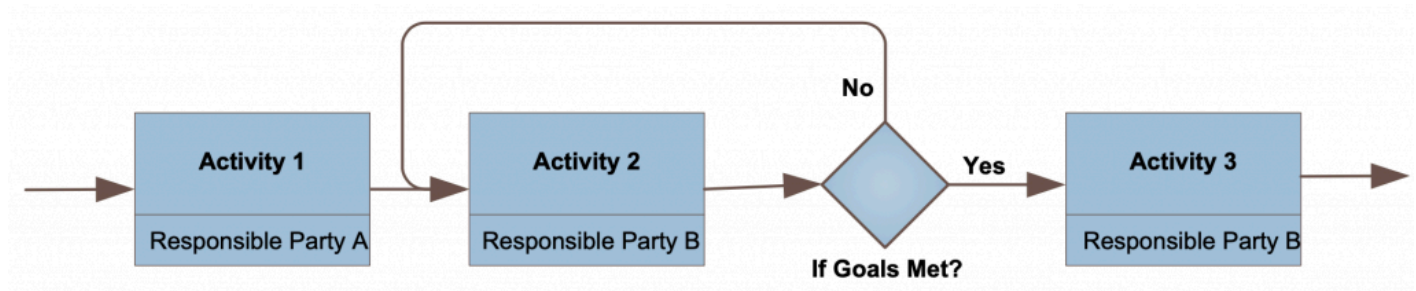 Activity 1
Responsible Party A
Activity 2
Responsible Party B
No
If Goals Met?
Yes
Activity 3
Responsible Party B